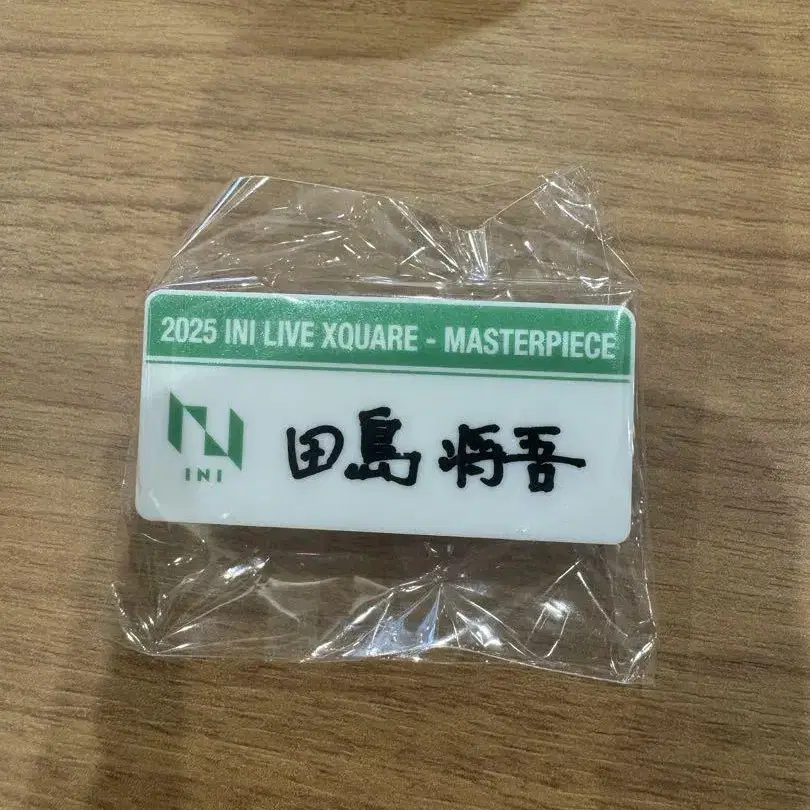 2025 INI LIVE XQUARE - MASTERPIECE
INI
田島 将吾